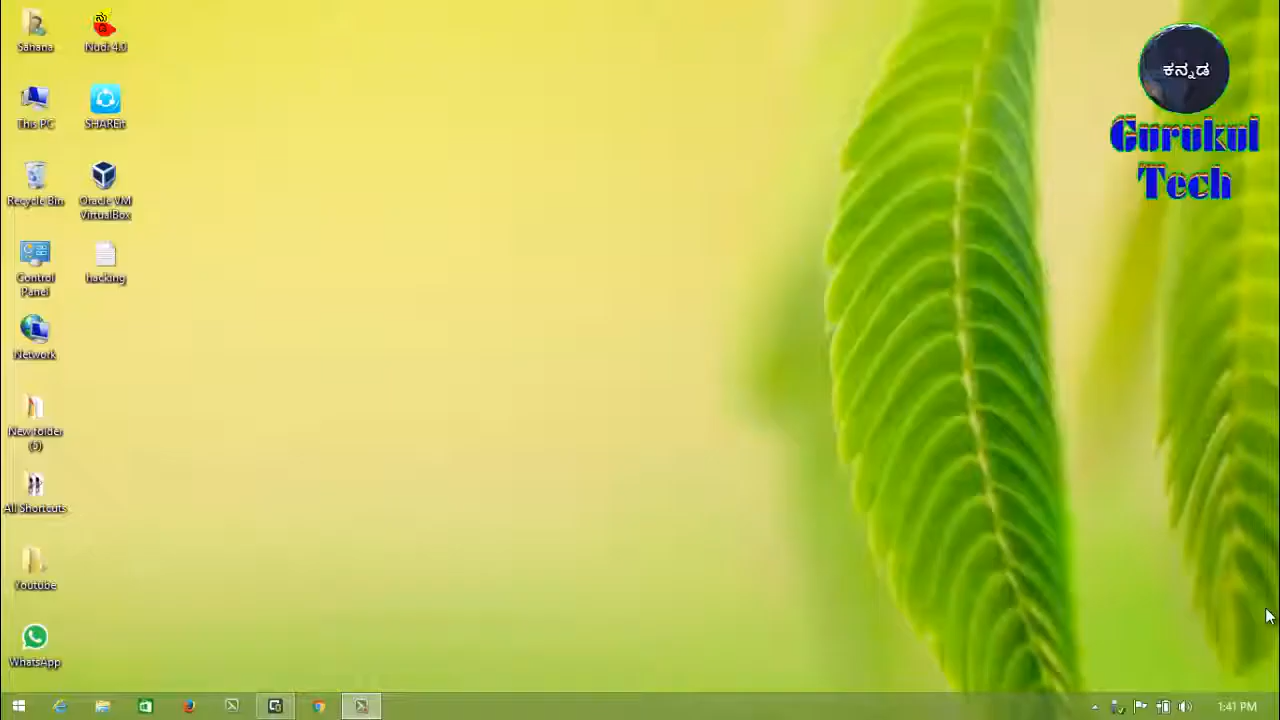 Sahana
Nudi 4.0
This PC
SHAREit
Recycle Bin
Oracle VM
VirtualBox
Control
Panel
hacking
Network
New folder
(5)
All Shortcuts
Youtube
WhatsApp
ಕನ್ನಡ
Gurukul
Tech
1:41 PM